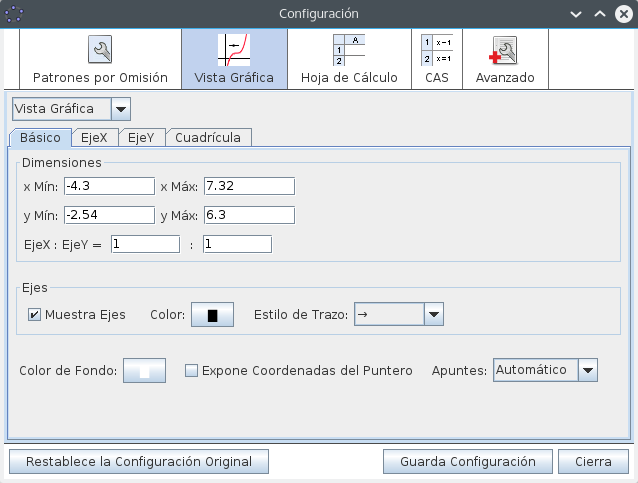 Configuración
Patrones por Omisión
Vista Gráfica
A
1
2
Hoja de Cálculo
1 x-1
2 x=1
CAS
Avanzado
Vista Gráfica
Básico EjeX EjeY Cuadrícula
Dimensiones
x Mín: -4.3 x Máx: 7.32
y Mín: -2.54 y Máx: 6.3
EjeX : EjeY = 1 : 1
Ejes
Muestra Ejes Color: Estilo de Trazo: →
Color de Fondo: Expone Coordenadas del Puntero Apuntes: Automático
Restablece la Configuración Original Guarda Configuración Cierra